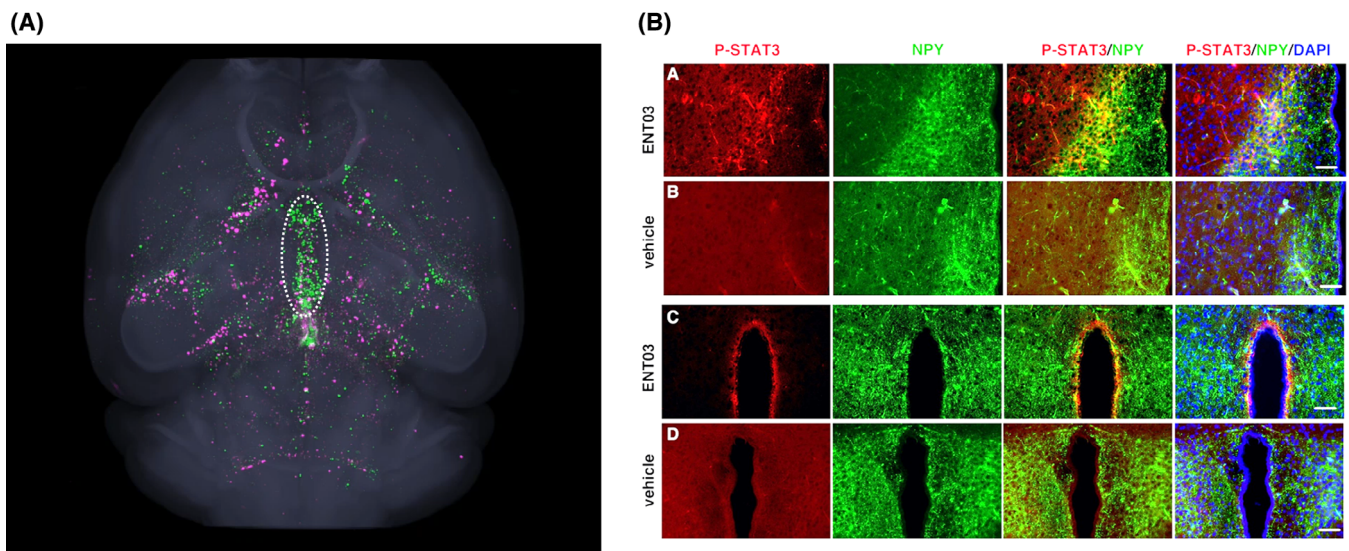 (A)
(B)
P-STAT3 NPY P-STAT3/NPY P-STAT3/NPY/DAPI
A
ENT03
B
vehicle
C
ENT03
D
vehicle